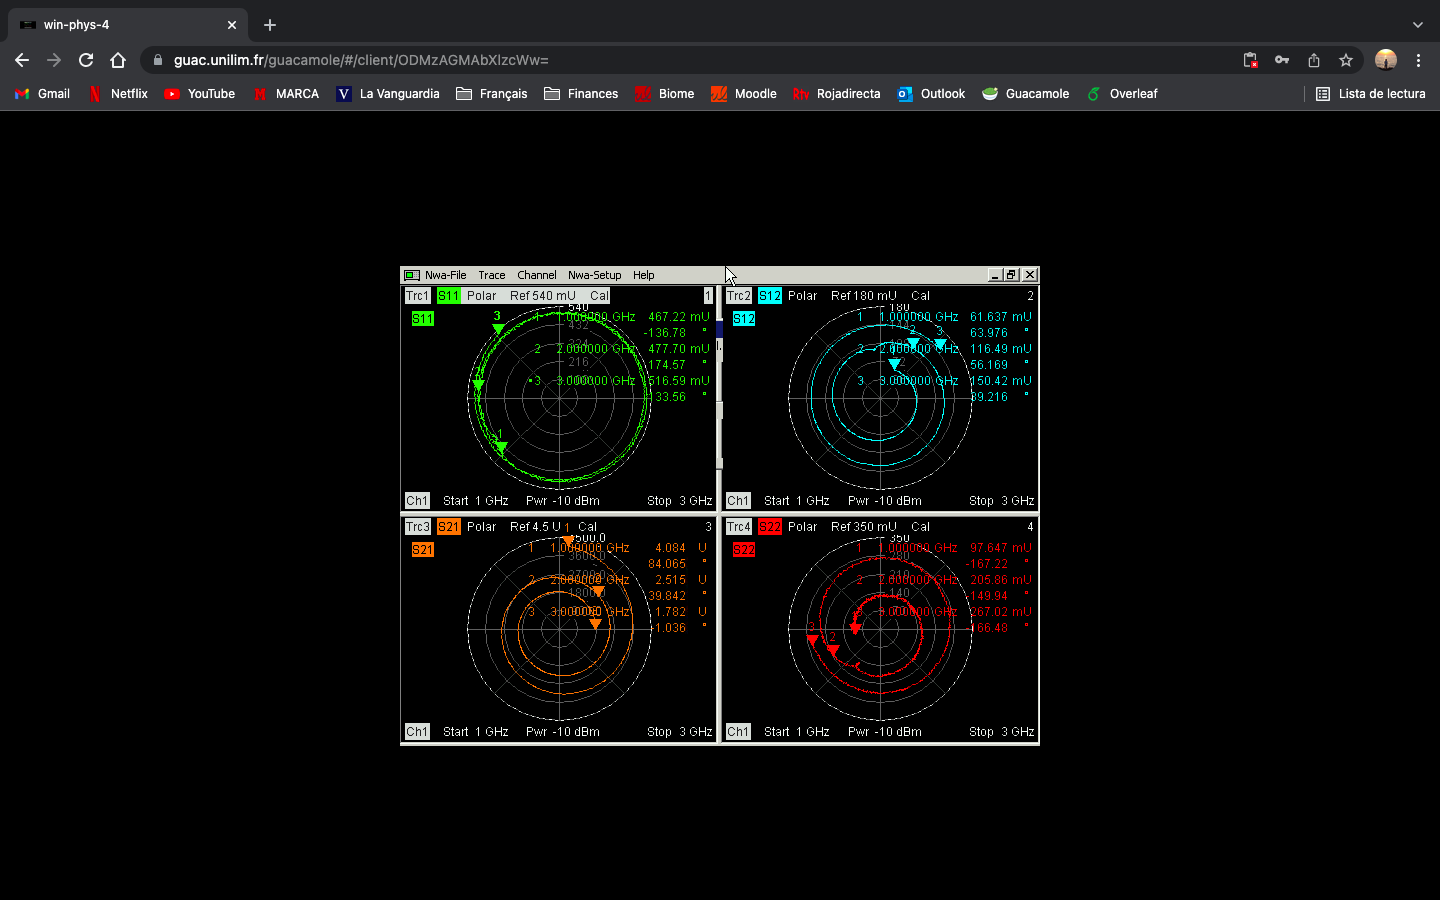 win-phys-4
guac.unilim.fr/guacamole/#/client/ODMzAGMAbXlzcWw=
Gmail Netflix YouTube MARCA La Vanguardia Français Finances Biome Moodle Rojadirecta Outlook Guacamole Overleaf Lista de lectura
Nwa-File Trace Channel Nwa-Setup Help
Trc1 S11 Polar Ref 540 mU Cal 1
S11
540
432
216
3
1 1.000000 GHz 467.22 mU
-136.78 °
2 2.000000 GHz 477.70 mU
174.57 °
3 3.000000 GHz 516.59 mU
33.56 °
1
Ch1 Start 1 GHz Pwr -10 dBm Stop 3 GHz
Trc2 S12 Polar Ref 180 mU Cal 2
S12
180
1 1.000000 GHz 61.637 mU
63.976 °
2 2.000000 GHz 116.49 mU
56.169 °
3 3.000000 GHz 150.42 mU
39.216 °
Ch1 Start 1 GHz Pwr -10 dBm Stop 3 GHz
Trc3 S21 Polar Ref 4.5 U 1 Cal 3
S21
1 1.000000 GHz 4.084 U
84.065 °
2 2.000000 GHz 2.515 U
39.842 °
3 3.000000 GHz 1.782 U
-1.036 °
Ch1 Start 1 GHz Pwr -10 dBm Stop 3 GHz
Trc4 S22 Polar Ref 350 mU Cal 4
S22
350
280
210
140
70
1 1.000000 GHz 97.647 mU
-167.22 °
2 2.000000 GHz 205.86 mU
-149.94 °
3 3.000000 GHz 267.02 mU
166.48 °
3
2
Ch1 Start 1 GHz Pwr -10 dBm Stop 3 GHz